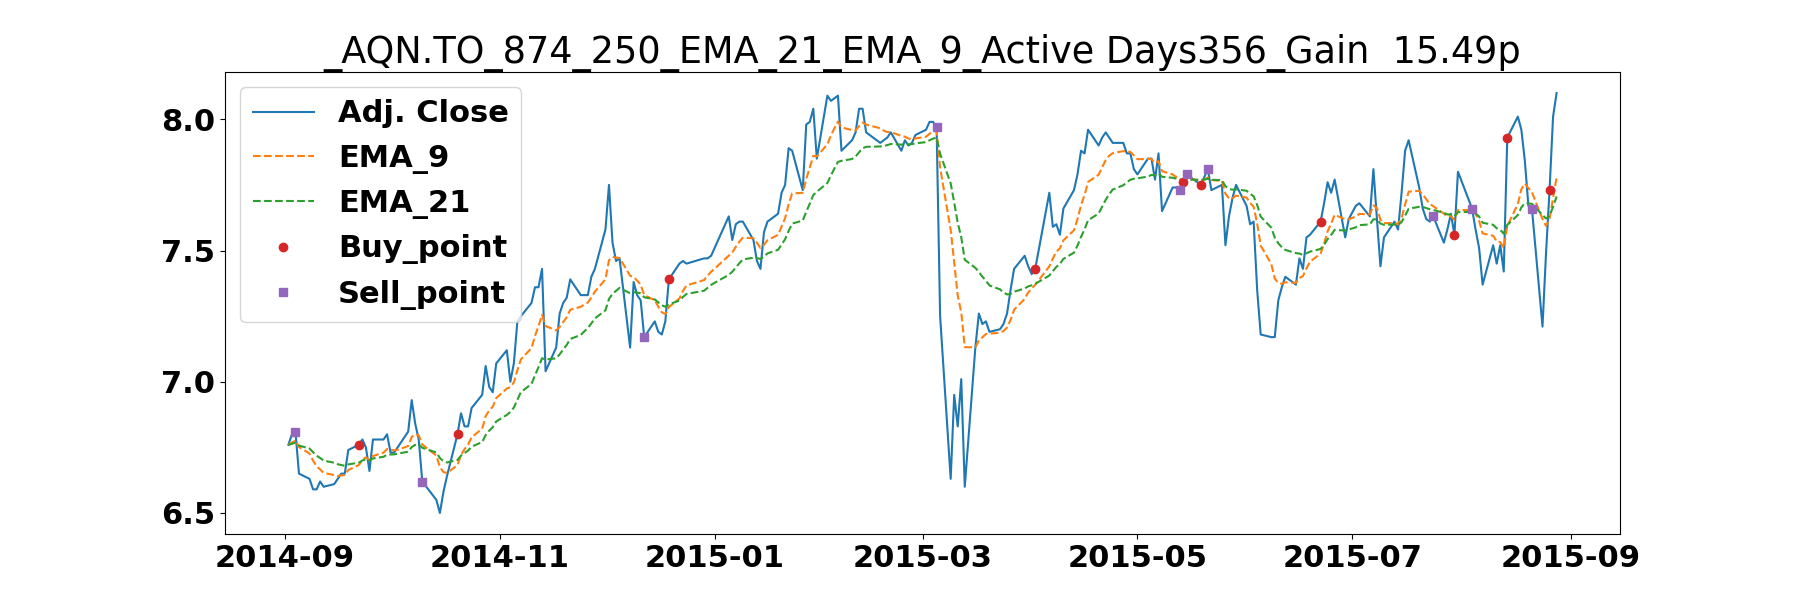 _AQN.TO_874_250_EMA_21_EMA_9_Active Days356_Gain  15.49p
Adj. Close
EMA_9
EMA_21
Buy_point
Sell_point
8.0
7.5
7.0
6.5
2014-09 2014-11 2015-01 2015-03 2015-05 2015-07 2015-09